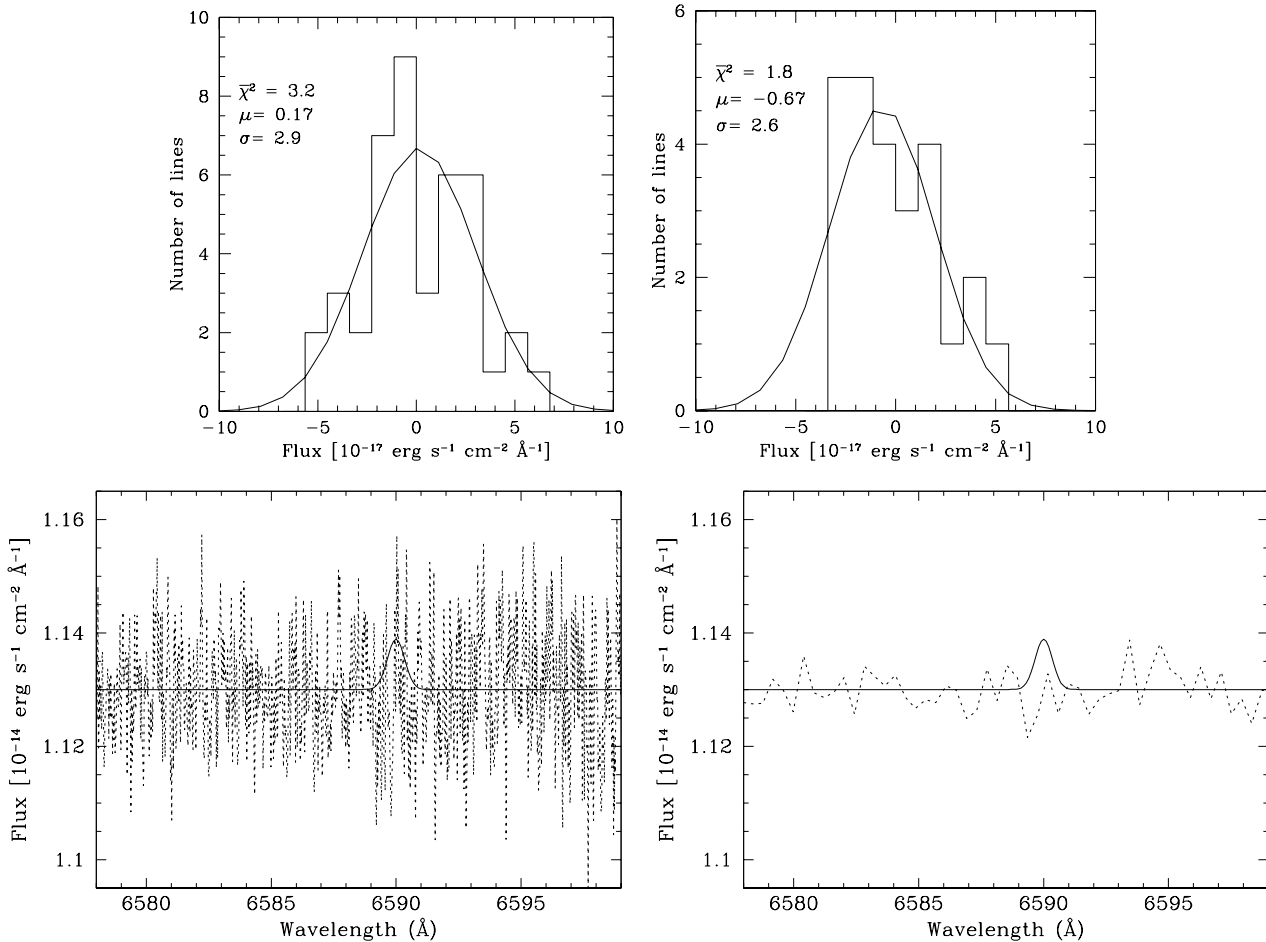 10
8
6
4
2
0
Number of lines
χ̅² = 3.2
μ= 0.17
σ= 2.9
−10
−5
0
5
10
Flux [10⁻¹⁷ erg s⁻¹ cm⁻² Å⁻¹]
6
4
2
0
Number of lines
χ̅² = 1.8
μ= −0.67
σ= 2.6
−10
−5
0
5
10
Flux [10⁻¹⁷ erg s⁻¹ cm⁻² Å⁻¹]
1.16
1.14
1.12
1.1
Flux [10⁻¹⁴ erg s⁻¹ cm⁻² Å⁻¹]
6580
6585
6590
6595
Wavelength (Å)
1.16
1.14
1.12
1.1
Flux [10⁻¹⁴ erg s⁻¹ cm⁻² Å⁻¹]
6580
6585
6590
6595
Wavelength (Å)